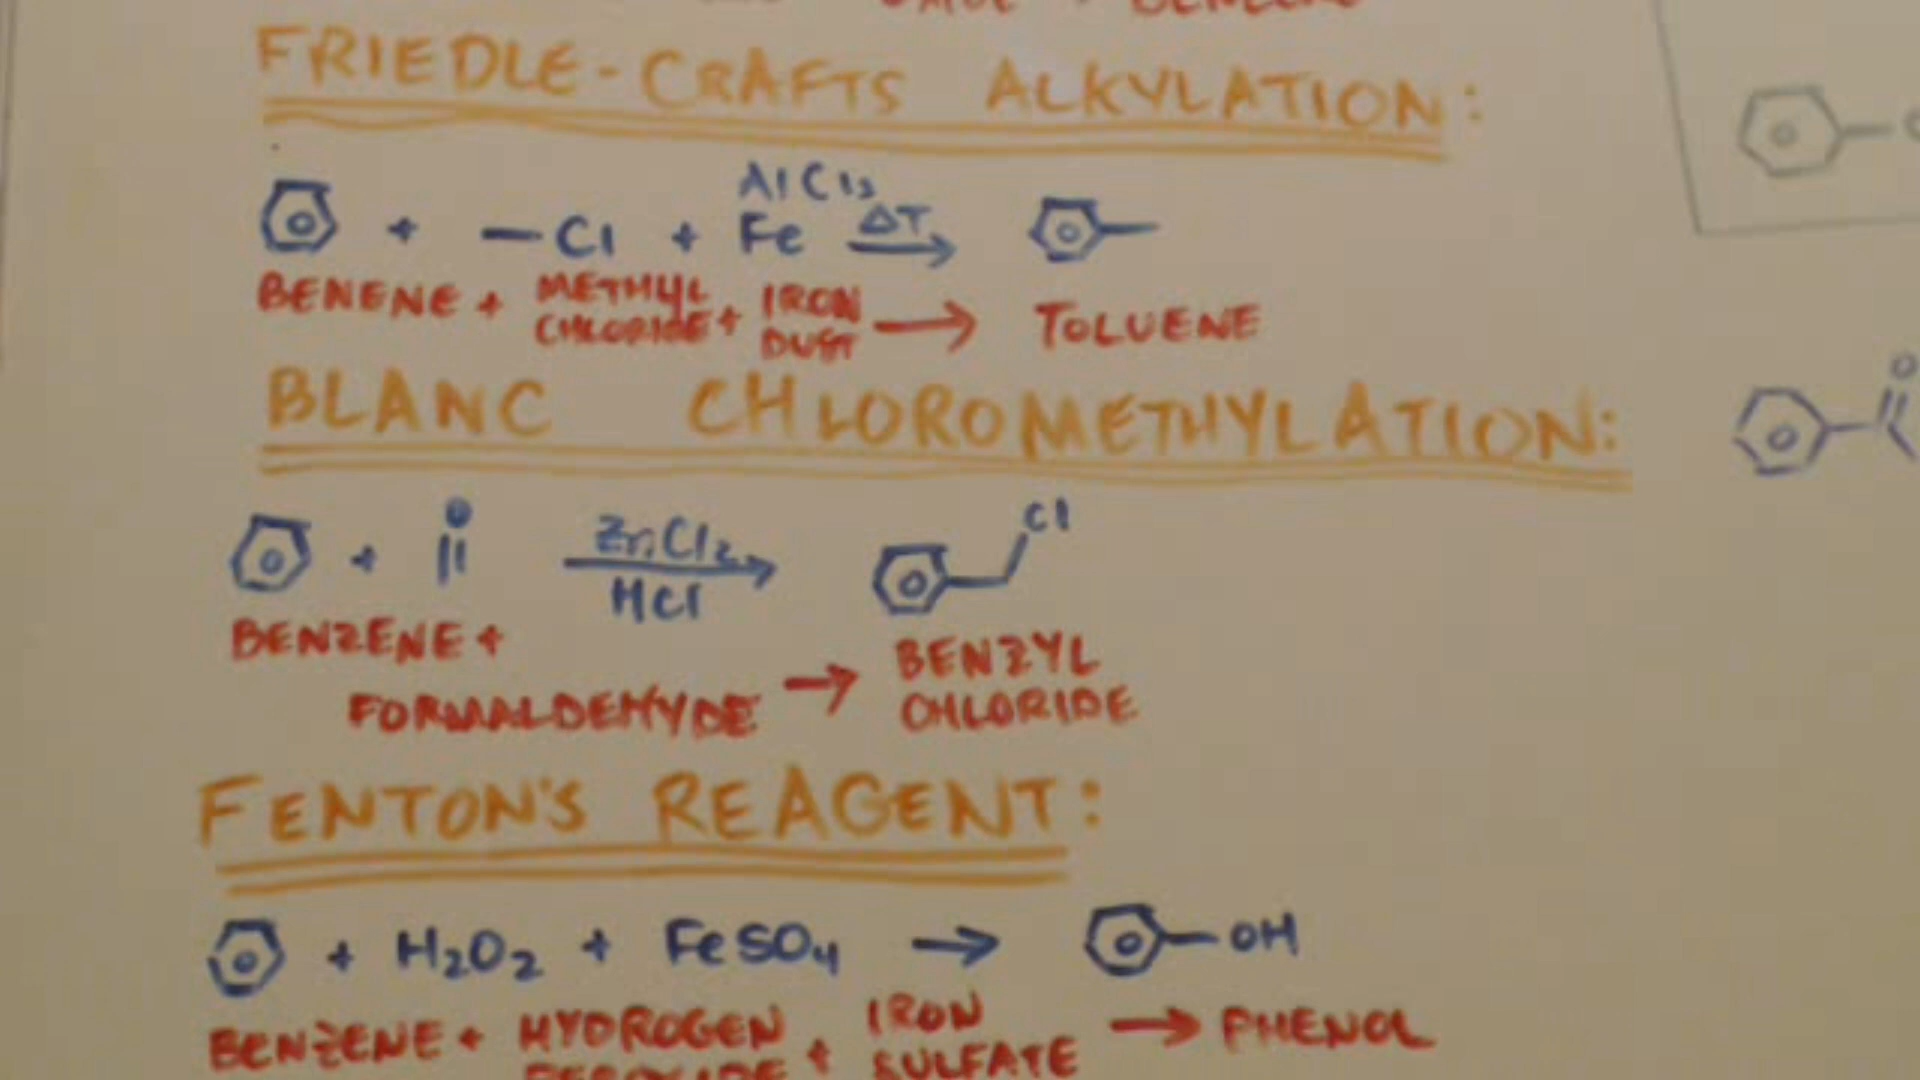 FRIEDLE-CRAFTS ALKYLATION:
AlCl3
+ —Cl + Fe ΔT →
BENENE + METHYL CHLORIDE + IRON DUST → TOLUENE
BLANC CHLOROMETHYLATION:
+ O ZnCl2 → Cl
HCl
BENZENE +
FORMALDEHYDE → BENZYL CHLORIDE
FENTON'S REAGENT:
+ H2O2 + FeSO4 → OH
BENZENE + HYDROGEN PEROXIDE + IRON SULFATE → PHENOL
O